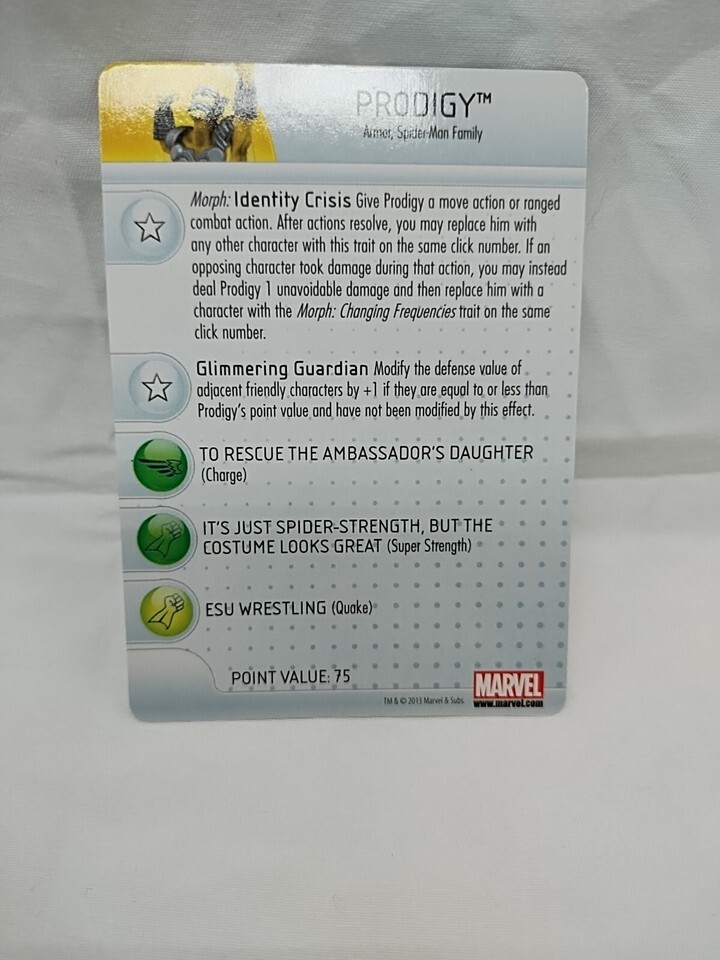 PRODIGY™
Armor, Spider-Man Family
Morph: Identity Crisis Give Prodigy a move action or ranged
combat action. After actions resolve, you may replace him with
any other character with this trait on the same click number. If an
opposing character took damage during that action, you may instead
deal Prodigy 1 unavoidable damage and then replace him with a
character with the Morph: Changing Frequencies trait on the same
click number.
Glimmering Guardian Modify the defense value of
adjacent friendly characters by +1 if they are equal to or less than
Prodigy's point value and have not been modified by this effect.
TO RESCUE THE AMBASSADOR'S DAUGHTER
(Charge)
IT'S JUST SPIDER-STRENGTH, BUT THE
COSTUME LOOKS GREAT (Super Strength)
ESU WRESTLING (Quake)
POINT VALUE: 75
MARVEL
TM & © 2013 Marvel & Subs.
www.marvel.com